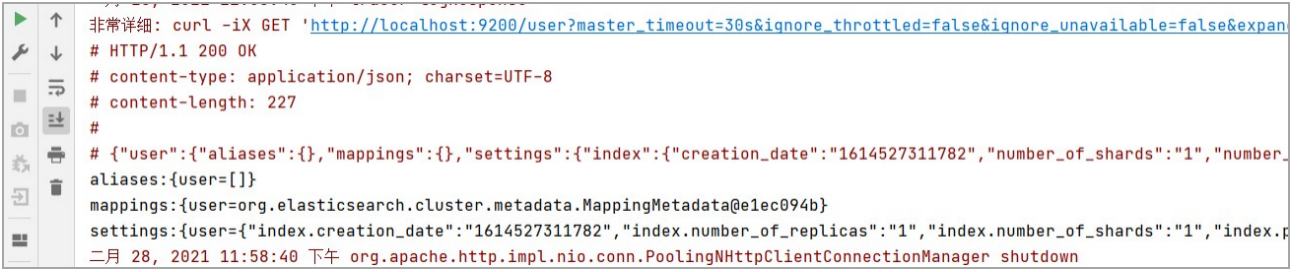 非常详细: curl -iX GET 'http://localhost:9200/user?master_timeout=30s&ignore_throttled=false&ignore_unavailable=false&expan
# HTTP/1.1 200 OK
# content-type: application/json; charset=UTF-8
# content-length: 227
#
# {"user":{"aliases":{},"mappings":{},"settings":{"index":{"creation_date":"1614527311782","number_of_shards":"1","number_
aliases:{user=[]}
mappings:{user=org.elasticsearch.cluster.metadata.MappingMetadata@e1ec094b}
settings:{user={"index.creation_date":"1614527311782","index.number_of_replicas":"1","index.number_of_shards":"1","index.p
二月 28, 2021 11:58:40 下午 org.apache.http.impl.nio.conn.PoolingNHttpClientConnectionManager shutdown